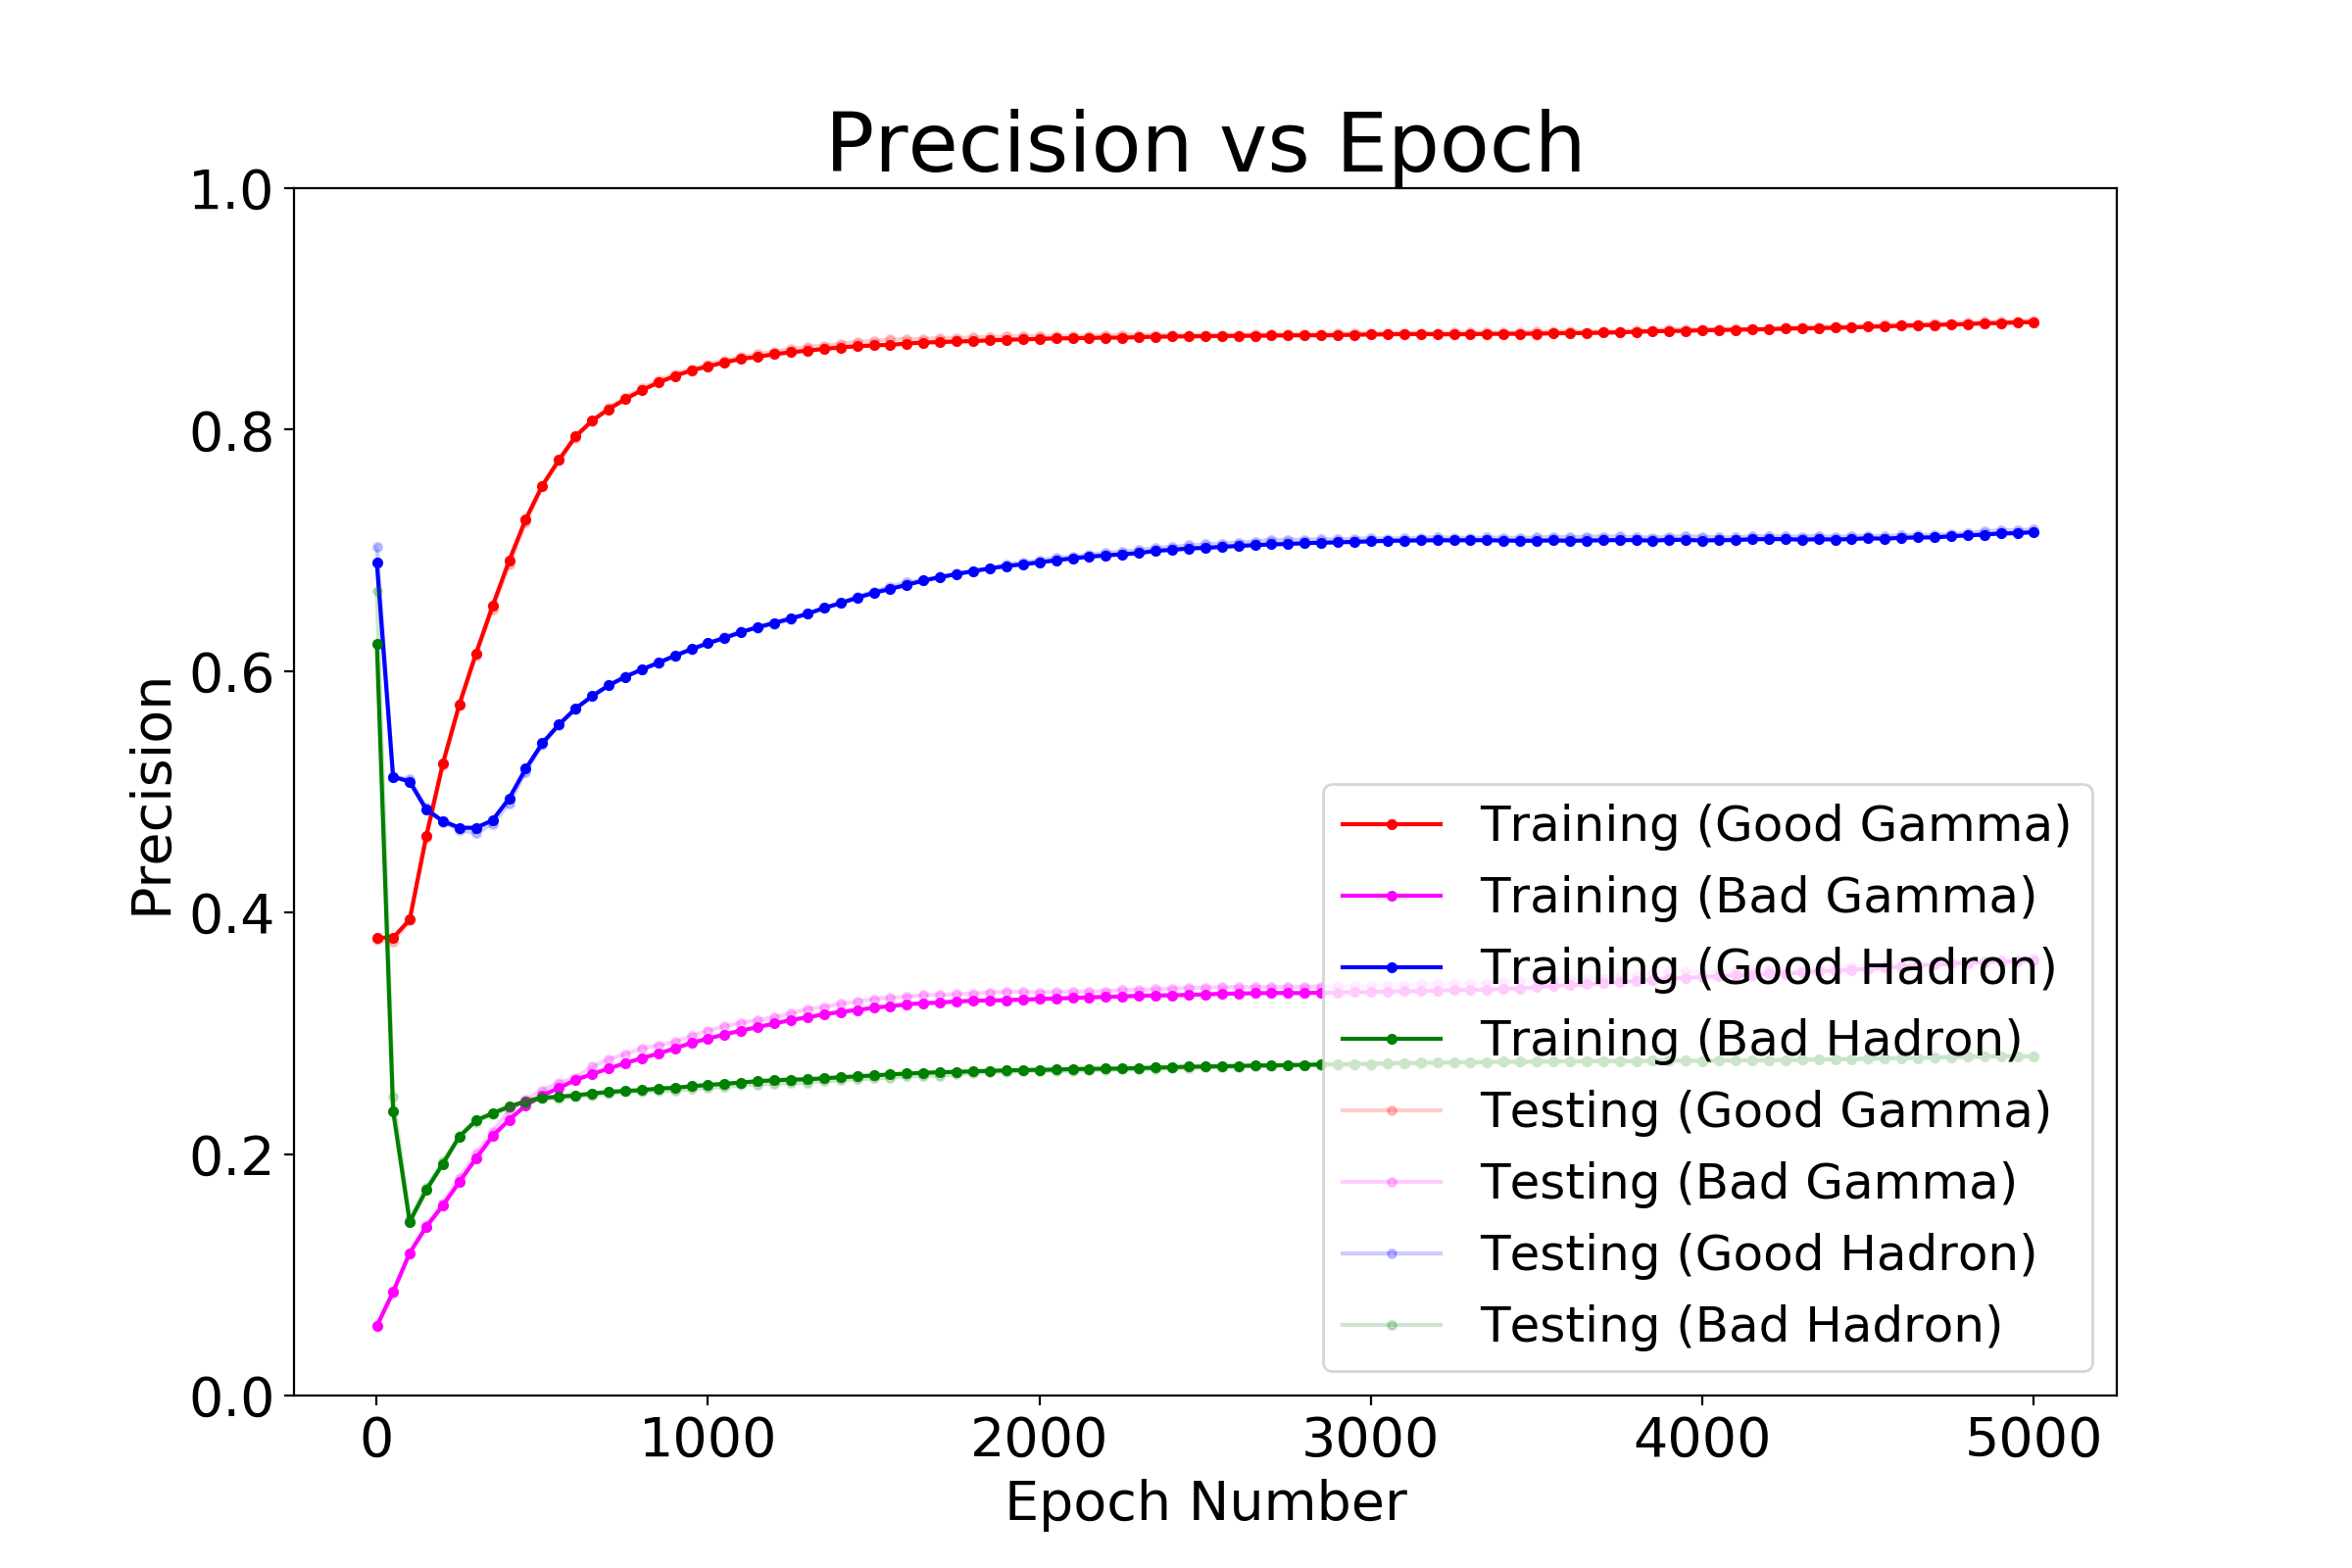 Precision vs Epoch
1.0
0.8
0.6
0.4
0.2
0.0
Precision
0 1000 2000 3000 4000 5000
Epoch Number
Training (Good Gamma)
Training (Bad Gamma)
Training (Good Hadron)
Training (Bad Hadron)
Testing (Good Gamma)
Testing (Bad Gamma)
Testing (Good Hadron)
Testing (Bad Hadron)